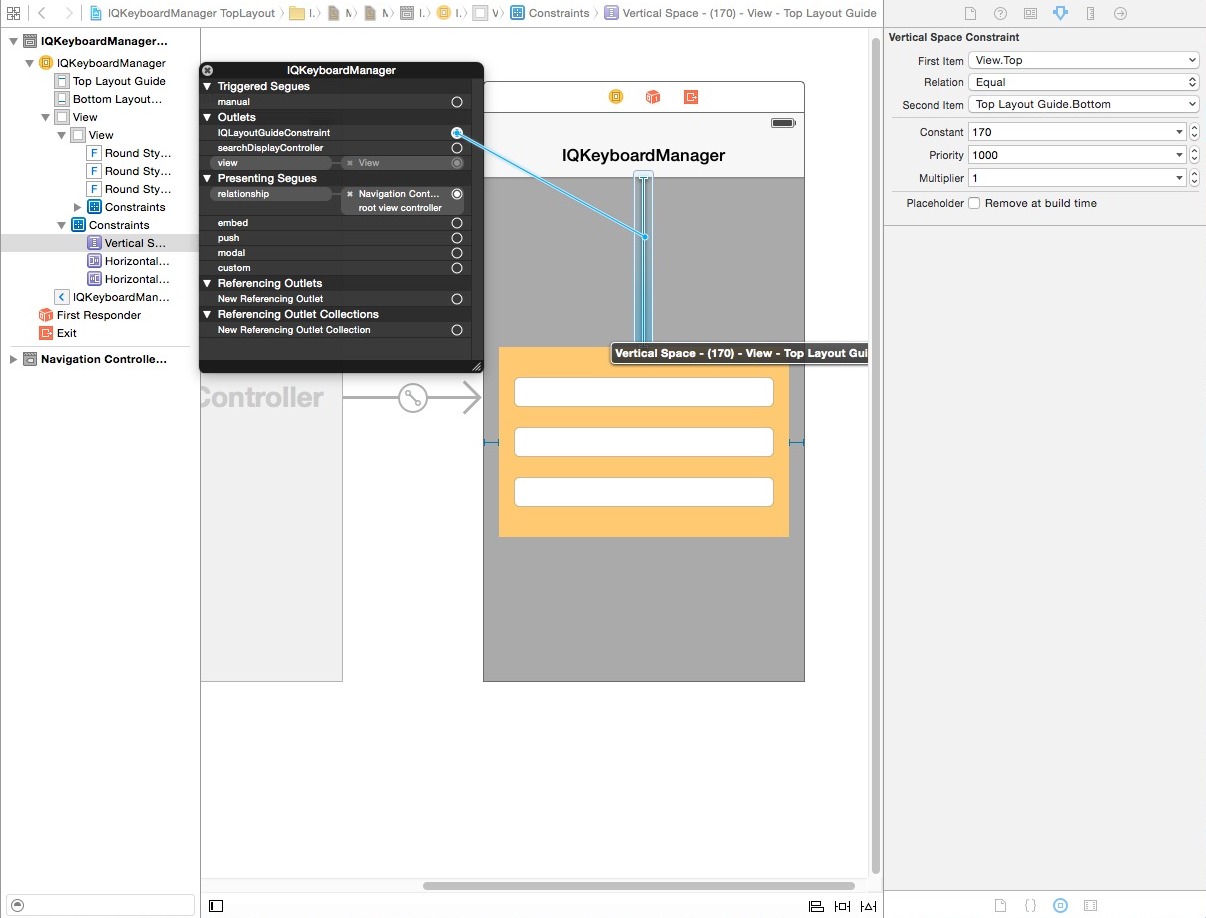 IQKeyboardManager TopLayout I. M M I. I. V Constraints Vertical Space - (170) - View - Top Layout Guide
IQKeyboardManager...
IQKeyboardManager
Top Layout Guide
Bottom Layout...
View
View
F Round Sty...
F Round Sty...
F Round Sty...
Constraints
Constraints
Vertical S...
Horizontal...
Horizontal...
IQKeyboardMan...
First Responder
Exit
Navigation Controlle...
IQKeyboardManager
Triggered Segues
manual
Outlets
IQLayoutGuideConstraint
searchDisplayController
view View
Presenting Segues
relationship Navigation Cont...
root view controller
embed
push
modal
custom
Referencing Outlets
New Referencing Outlet
Referencing Outlet Collections
New Referencing Outlet Collection
Controller
IQKeyboardManager
Vertical Space - (170) - View - Top Layout Gui
Vertical Space Constraint
First Item View.Top
Relation Equal
Second Item Top Layout Guide.Bottom
Constant 170
Priority 1000
Multiplier 1
Placeholder Remove at build time